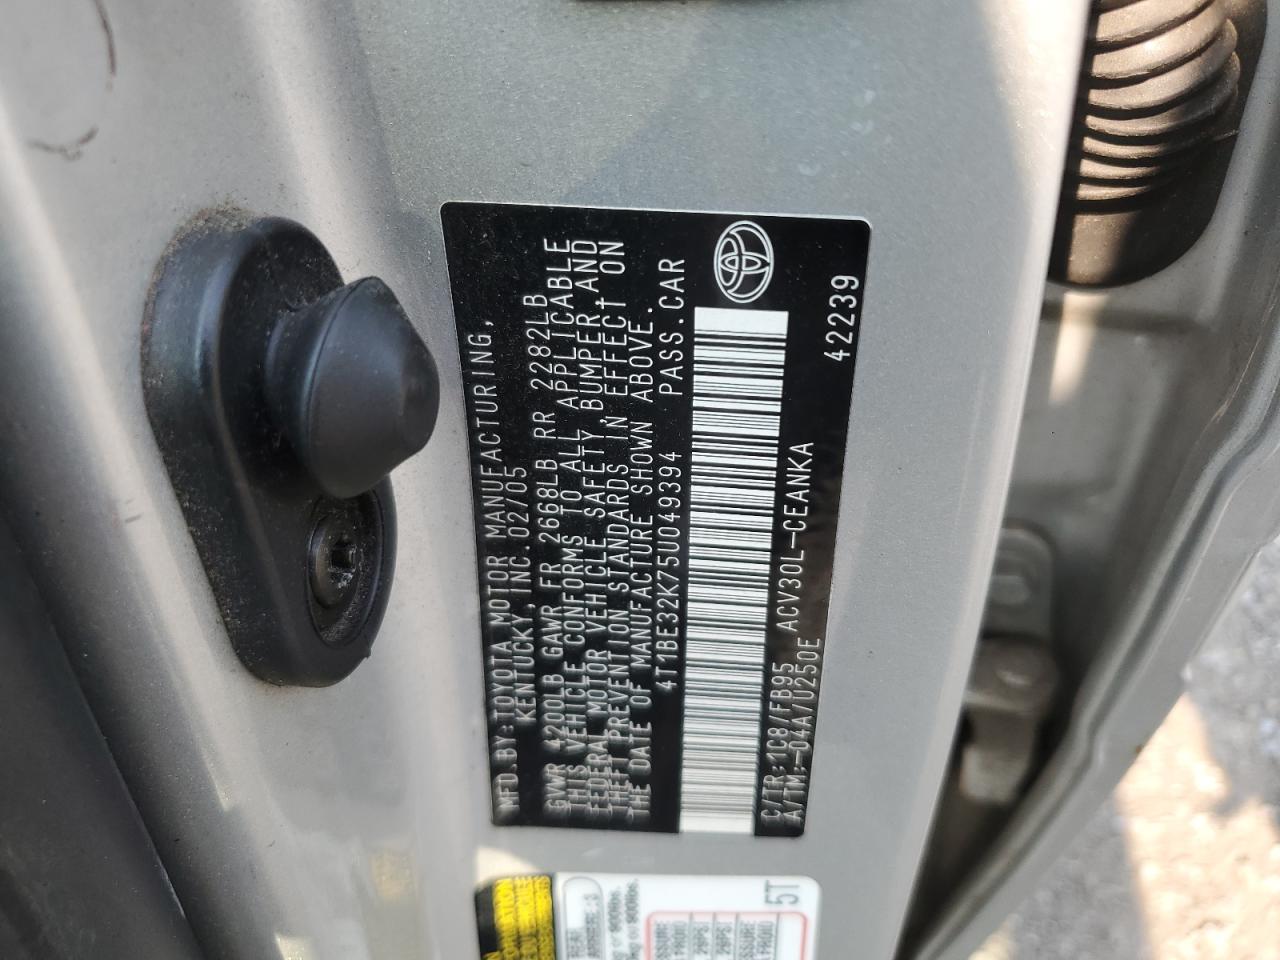 MFD.BY:TOYOTA MOTOR MANUFACTURING,
KENTUCKY, INC.02/05
GVWR 4200LB GAWR FR 2668LB RR 2282LB
THIS VEHICLE CONFORMS TO ALL APPLICABLE
FEDERAL MOTOR VEHICLE SAFETY BUMPER, AND
THEFT PREVENTION STANDARDS IN EFFECT ON
THE DATE OF MANUFACTURE SHOWN ABOVE.
4T1BE32K75U049394 PASS.CAR
C/TR:1C8/FB95 ACV30L-CEANKA
A/TM:-04A/U250E
42239
5T